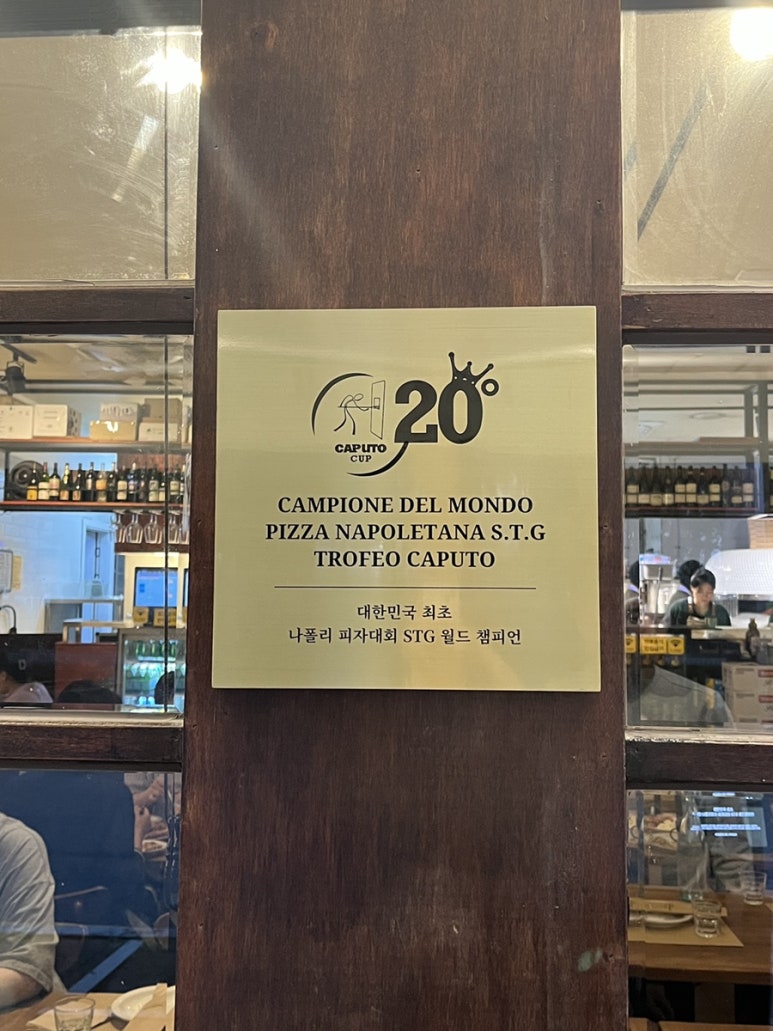 CAPUTO
CUP
20°
CAMPIONE DEL MONDO
PIZZA NAPOLETANA S.T.G
TROFEO CAPUTO
대한민국 최초
나폴리 피자대회 STG 월드 챔피언